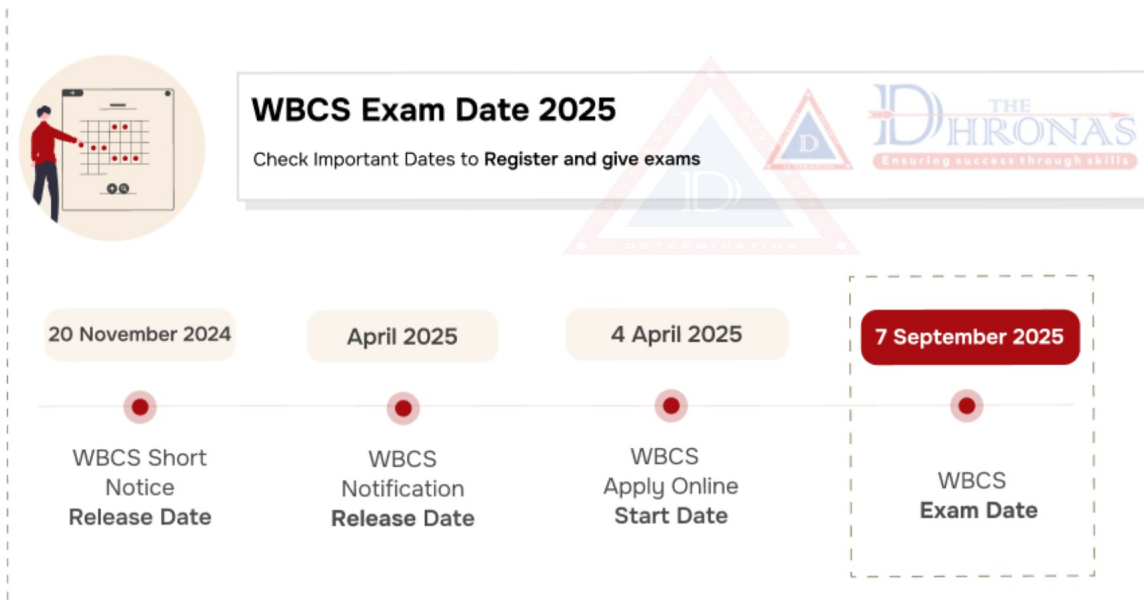 WBCS Exam Date 2025
Check Important Dates to Register and give exams
THE
DHRONAS
Ensuring success through skills
D
DETERMINATION
D
20 November 2024
April 2025
4 April 2025
7 September 2025
WBCS Short
Notice
Release Date
WBCS
Notification
Release Date
WBCS
Apply Online
Start Date
WBCS
Exam Date